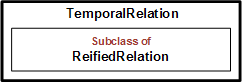 TemporalRelation
Subclass of
ReifiedRelation